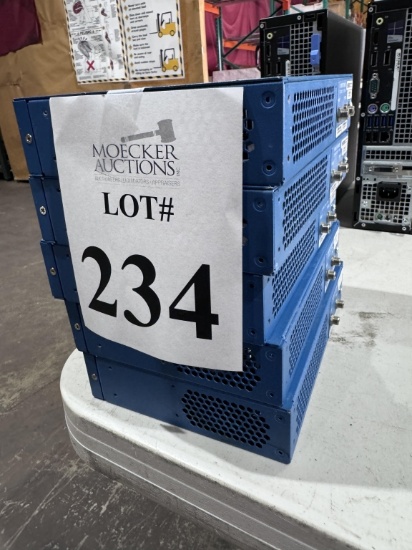 MOECKER
AUCTIONS
LOT#
234